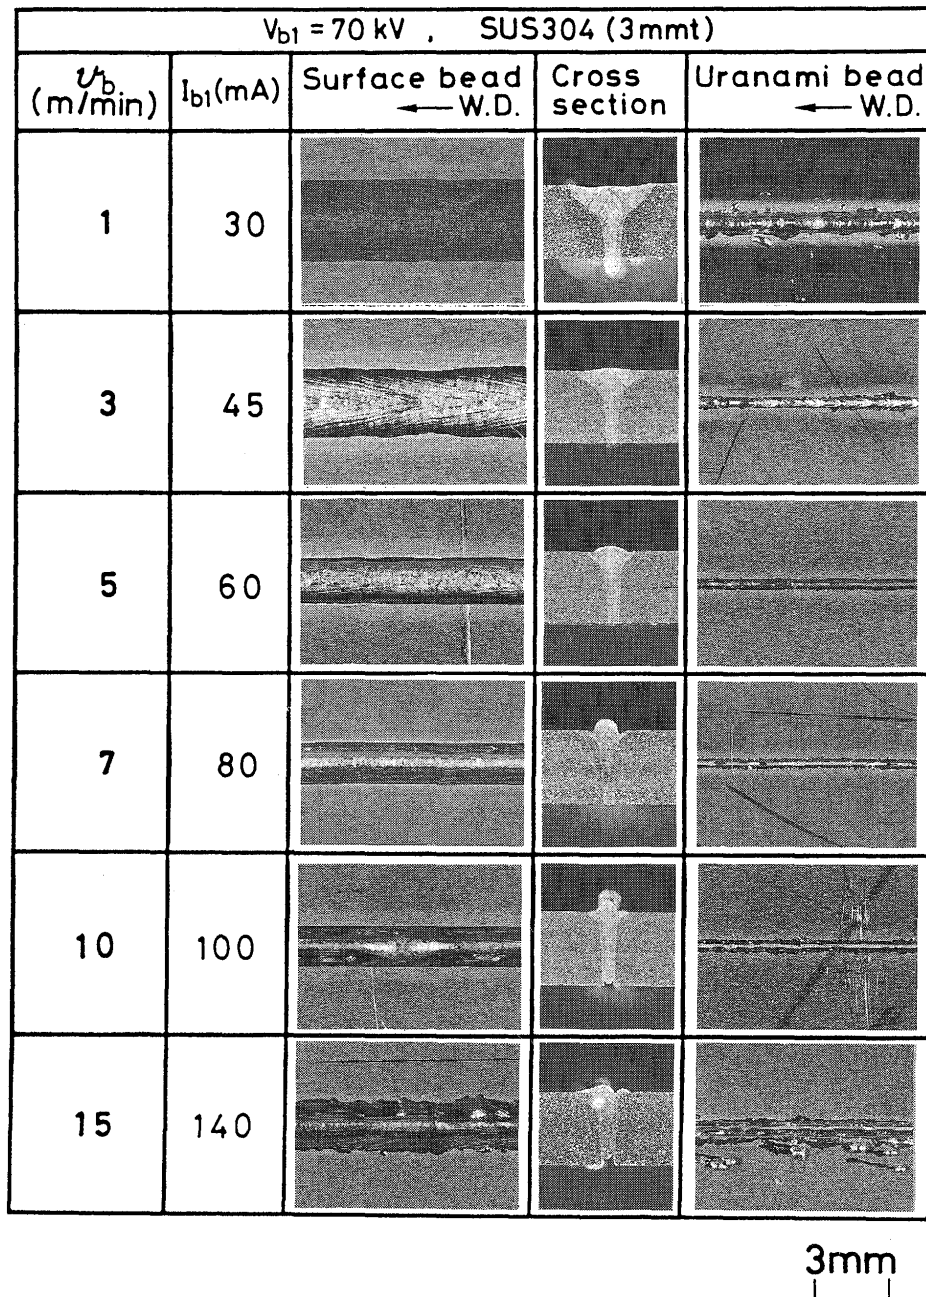 V_b1 = 70 kV , SUS304 (3mmt)
v_b (m/min) I_b1(mA) Surface bead ← W.D. Cross section Uranami bead ← W.D.
1 30
3 45
5 60
7 80
10 100
15 140
3mm